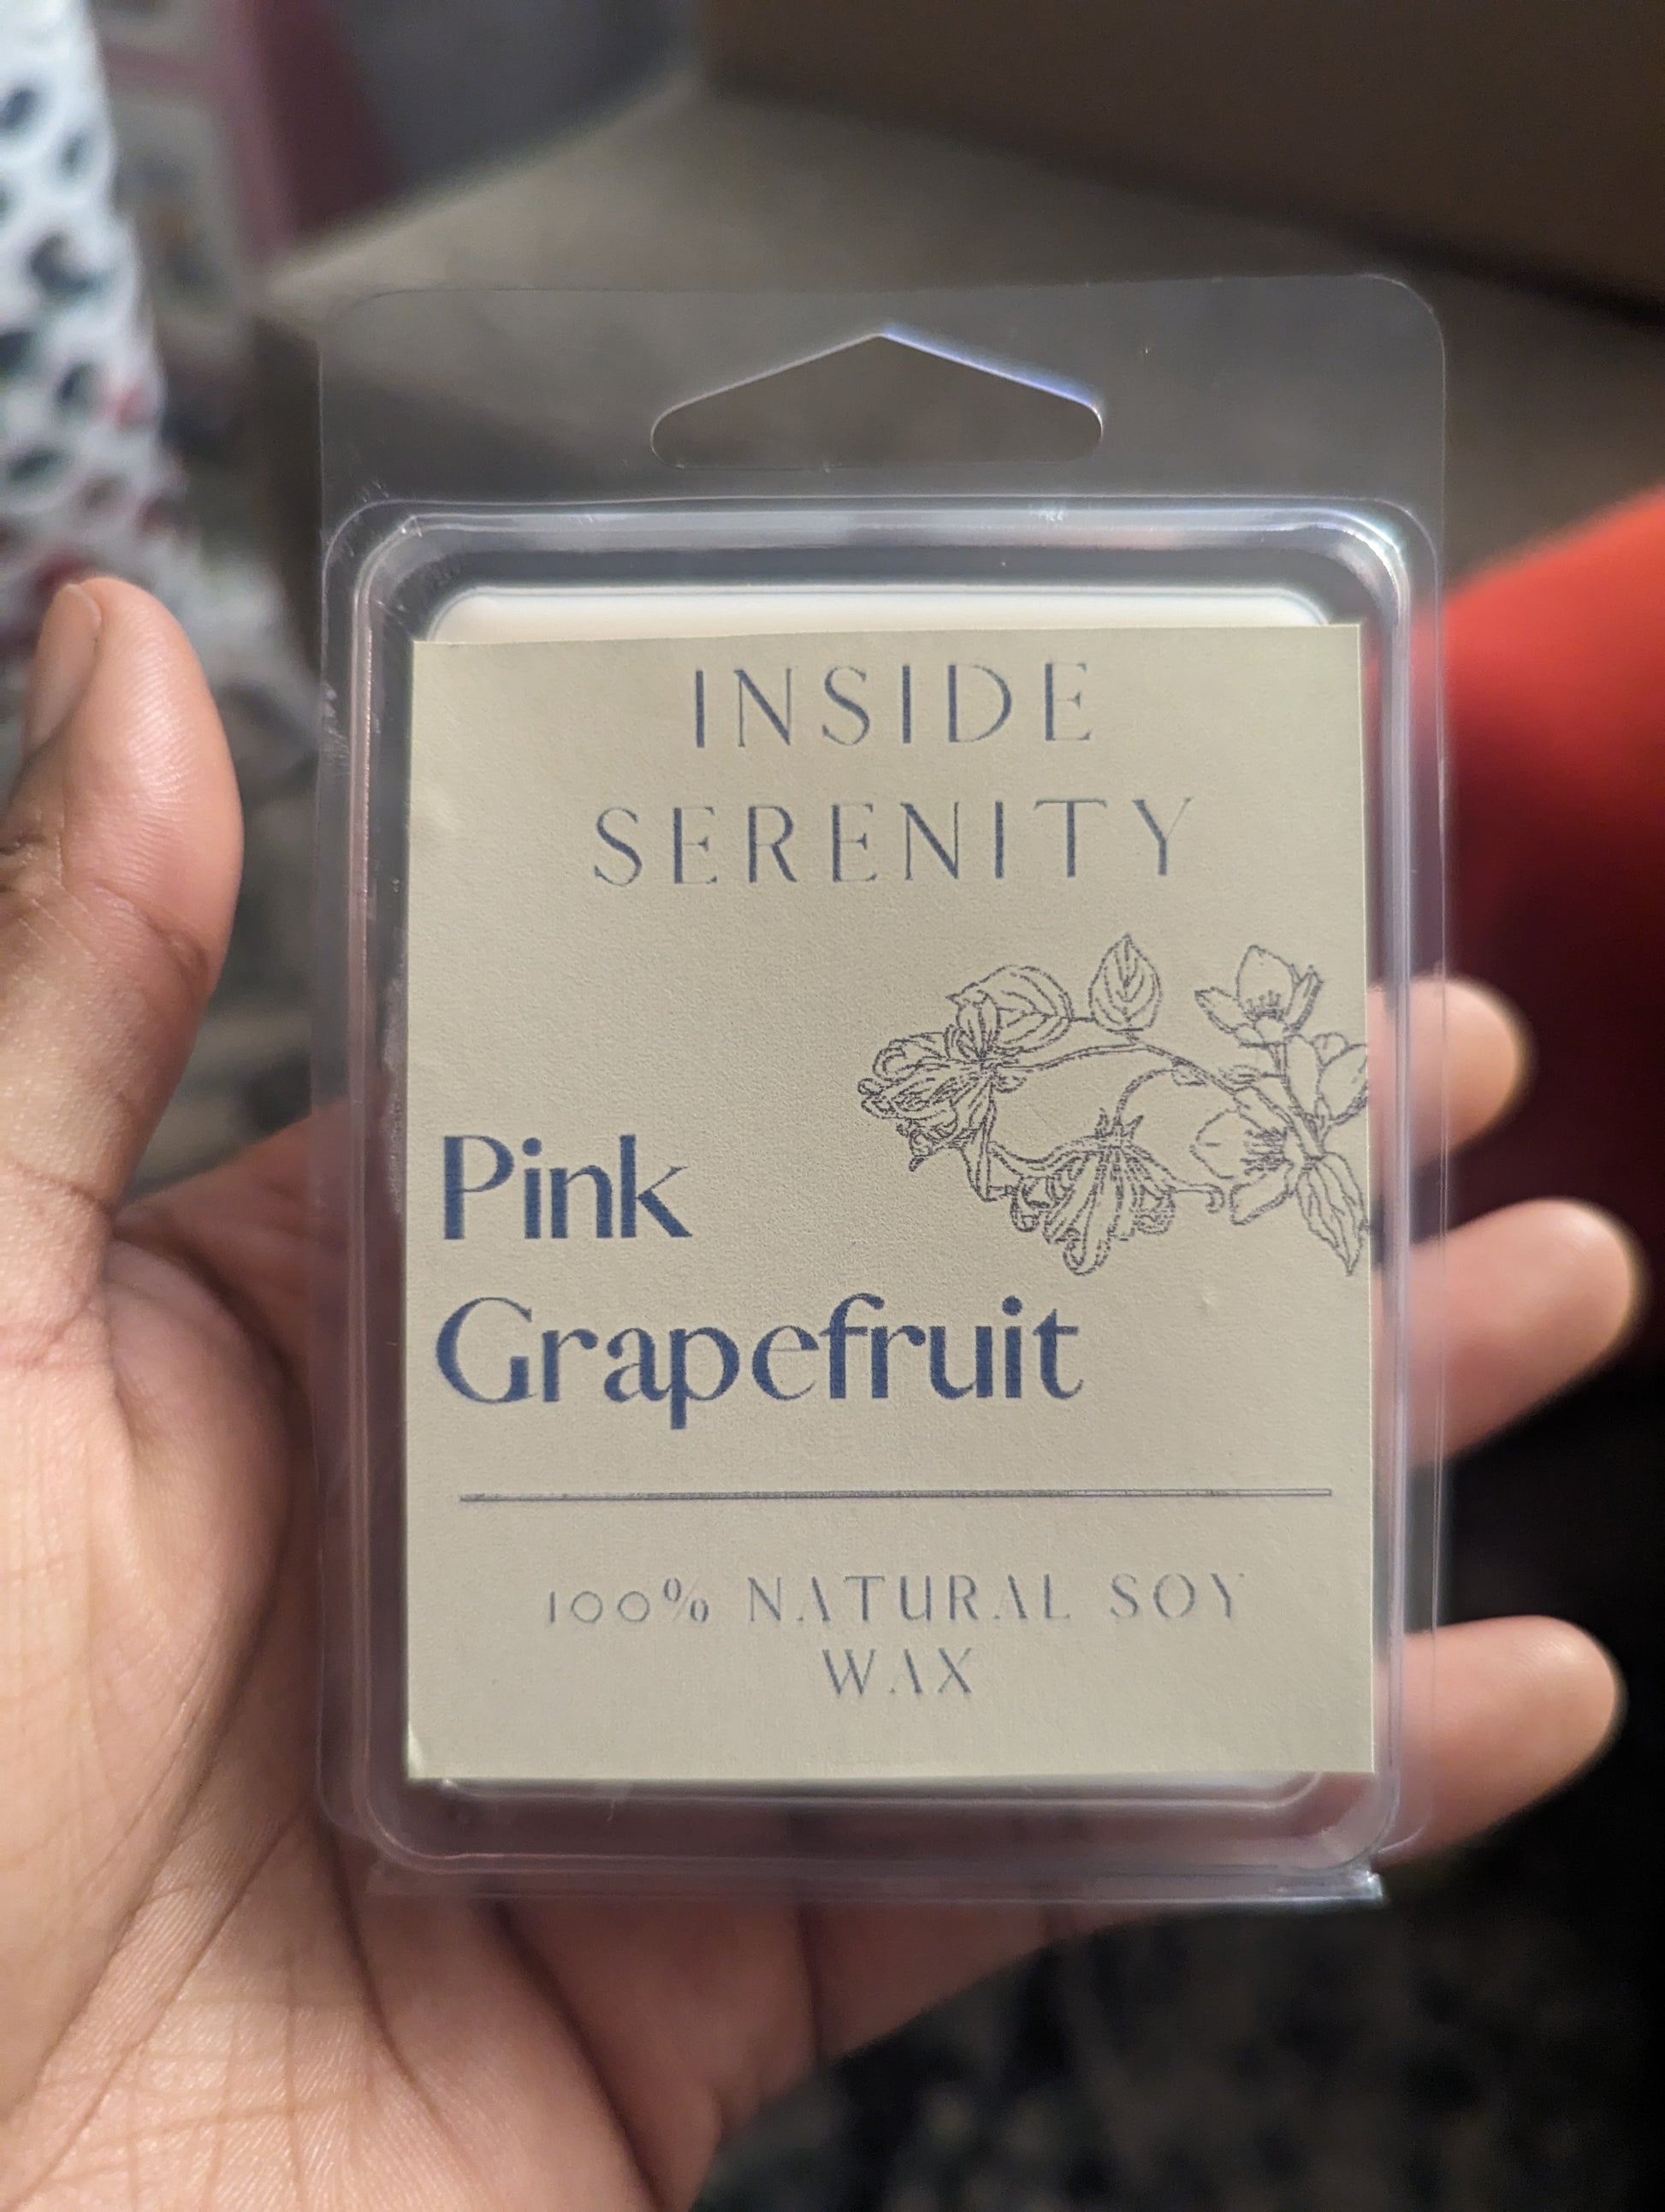 INSIDE
SERENITY
Pink
Grapefruit
100% NATURAL SOY
WAX